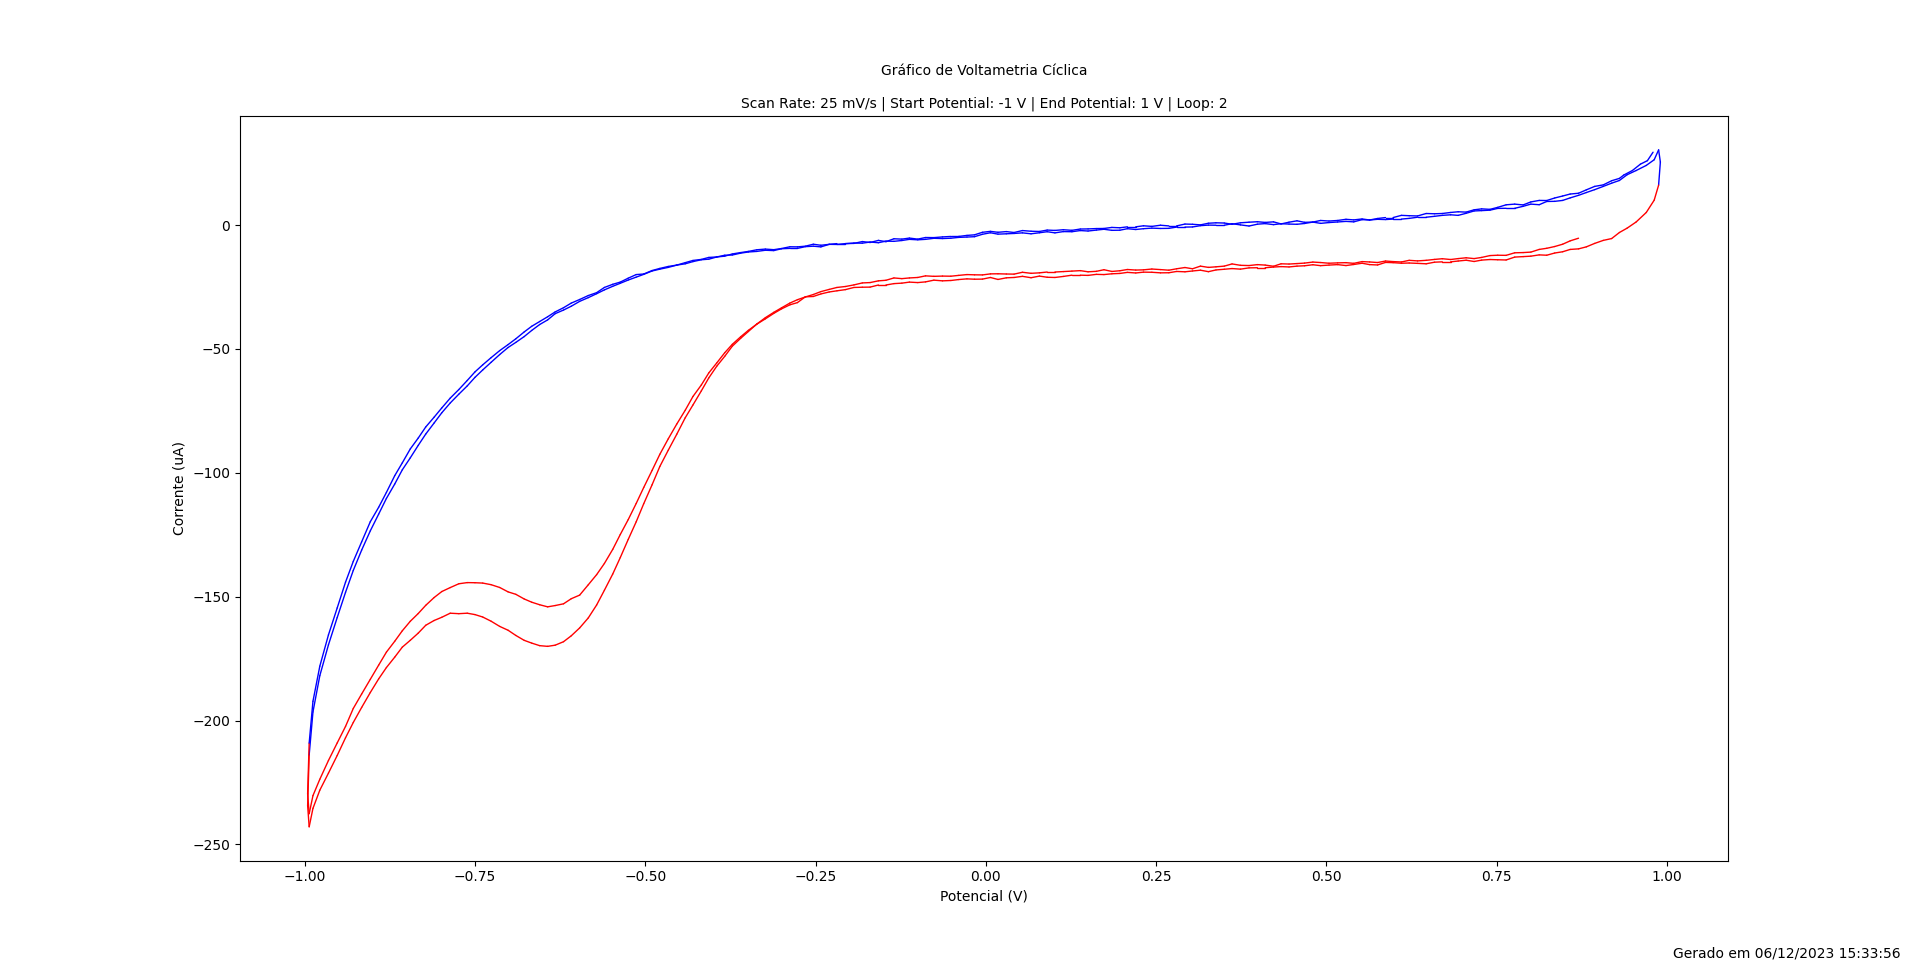 Gráfico de Voltametria Cíclica
Scan Rate: 25 mV/s | Start Potential: -1 V | End Potential: 1 V | Loop: 2
0
−50
−100
−150
−200
−250
Corrente (uA)
−1.00 −0.75 −0.50 −0.25 0.00 0.25 0.50 0.75 1.00
Potencial (V)
Gerado em 06/12/2023 15:33:56